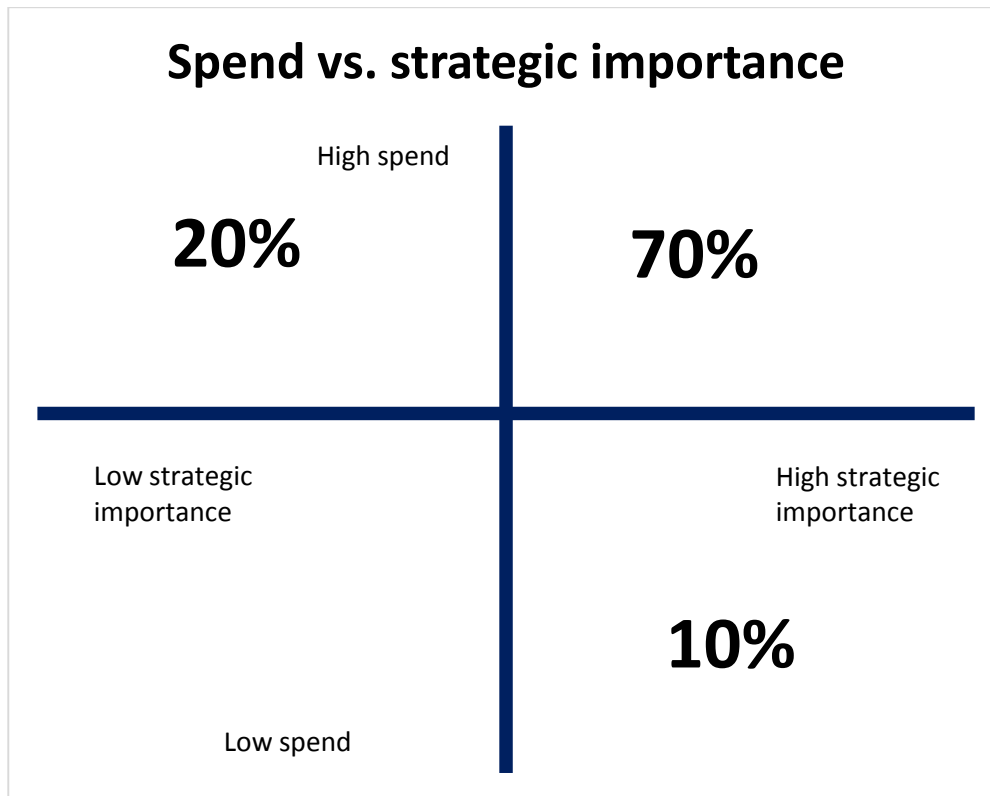 Spend vs. strategic importance
High spend
20%
70%
Low strategic
importance
High strategic
importance
10%
Low spend